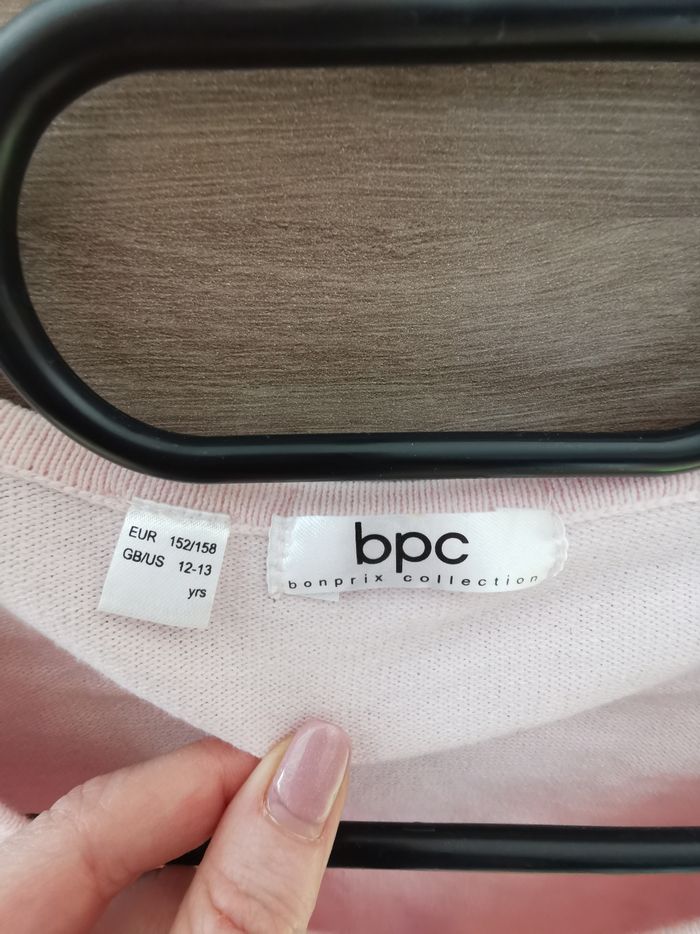 EUR 152/158
GB/US 12-13
yrs
bpc
bonprix collection